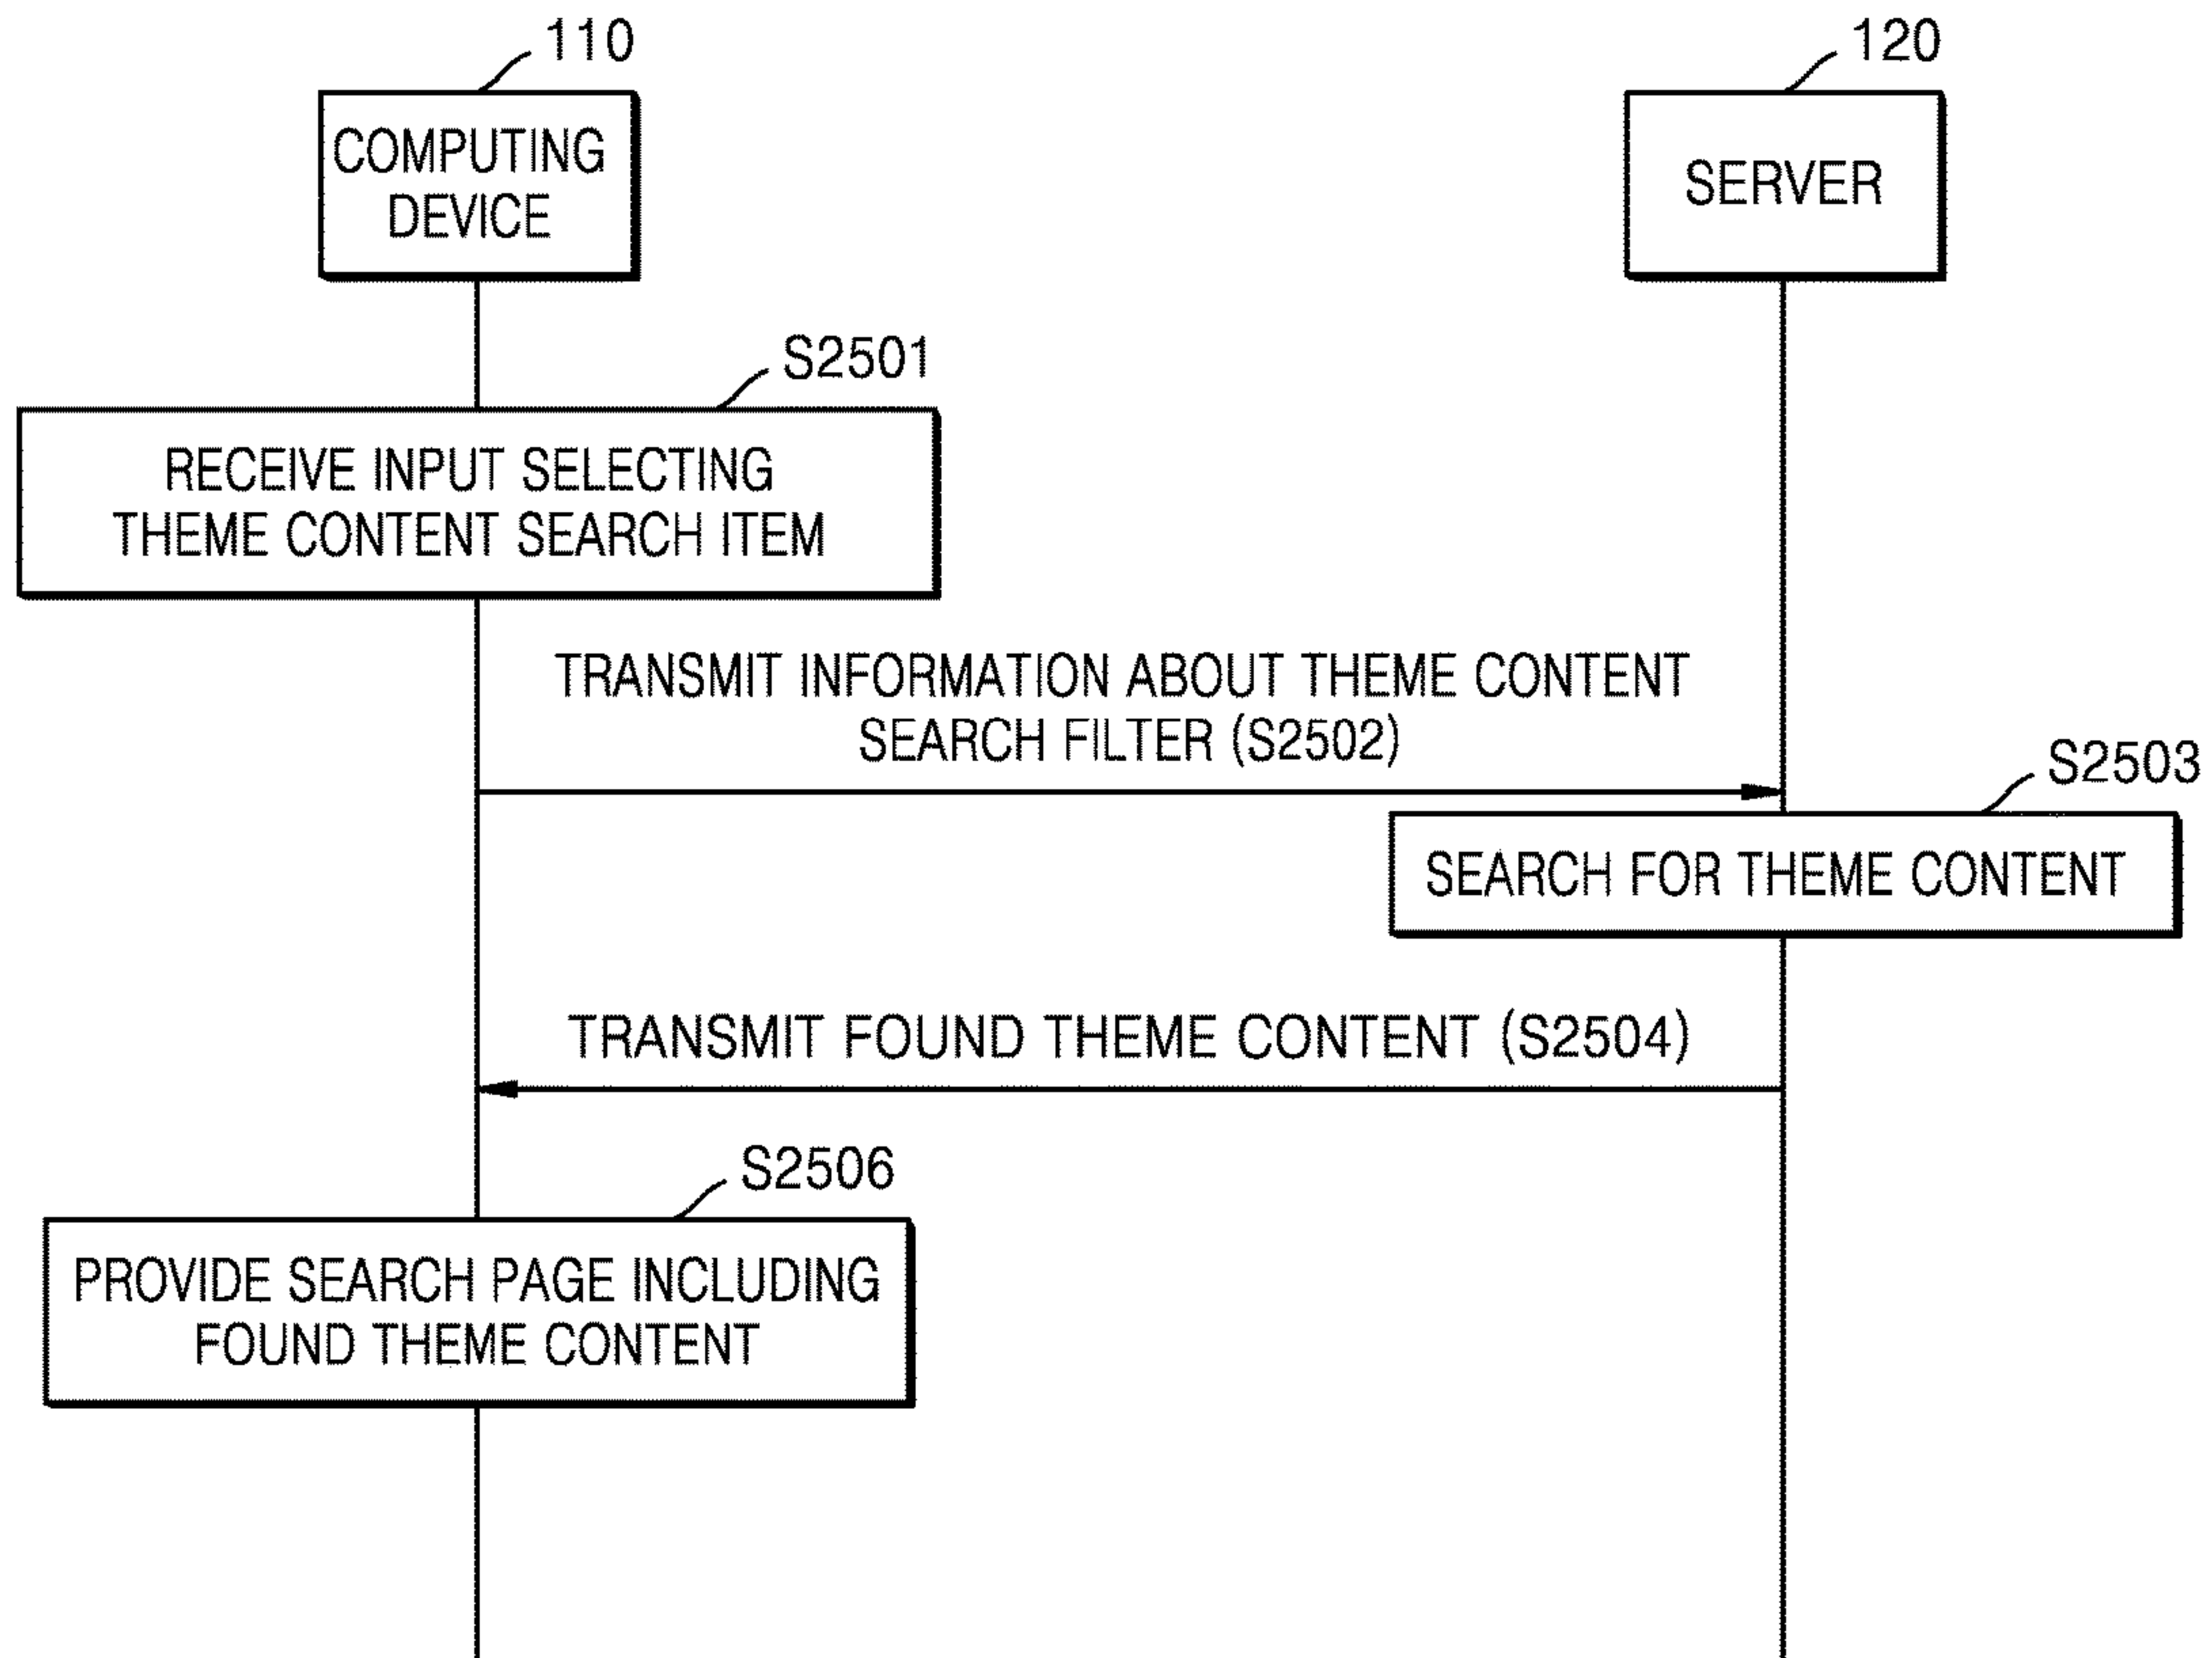 110
120
COMPUTING
DEVICE
SERVER
S2501
RECEIVE INPUT SELECTING
THEME CONTENT SEARCH ITEM
TRANSMIT INFORMATION ABOUT THEME CONTENT
SEARCH FILTER (S2502)
S2503
SEARCH FOR THEME CONTENT
TRANSMIT FOUND THEME CONTENT (S2504)
S2506
PROVIDE SEARCH PAGE INCLUDING
FOUND THEME CONTENT